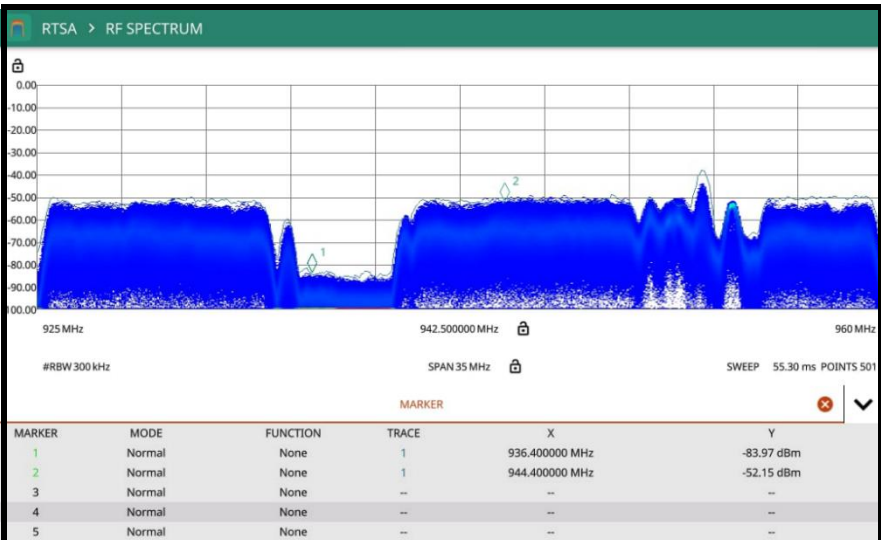 RTSA > RF SPECTRUM
0.00
-10.00
-20.00
-30.00
-40.00
-50.00
-60.00
-70.00
-80.00
-90.00
100.00
1
2
925 MHz 942.500000 MHz 960 MHz
#RBW 300 kHz SPAN 35 MHz SWEEP 55.30 ms POINTS 501
MARKER
MARKER MODE FUNCTION TRACE X Y
1 Normal None 1 936.400000 MHz -83.97 dBm
2 Normal None 1 944.400000 MHz -52.15 dBm
3 Normal None -- -- --
4 Normal None -- -- --
5 Normal None -- -- --